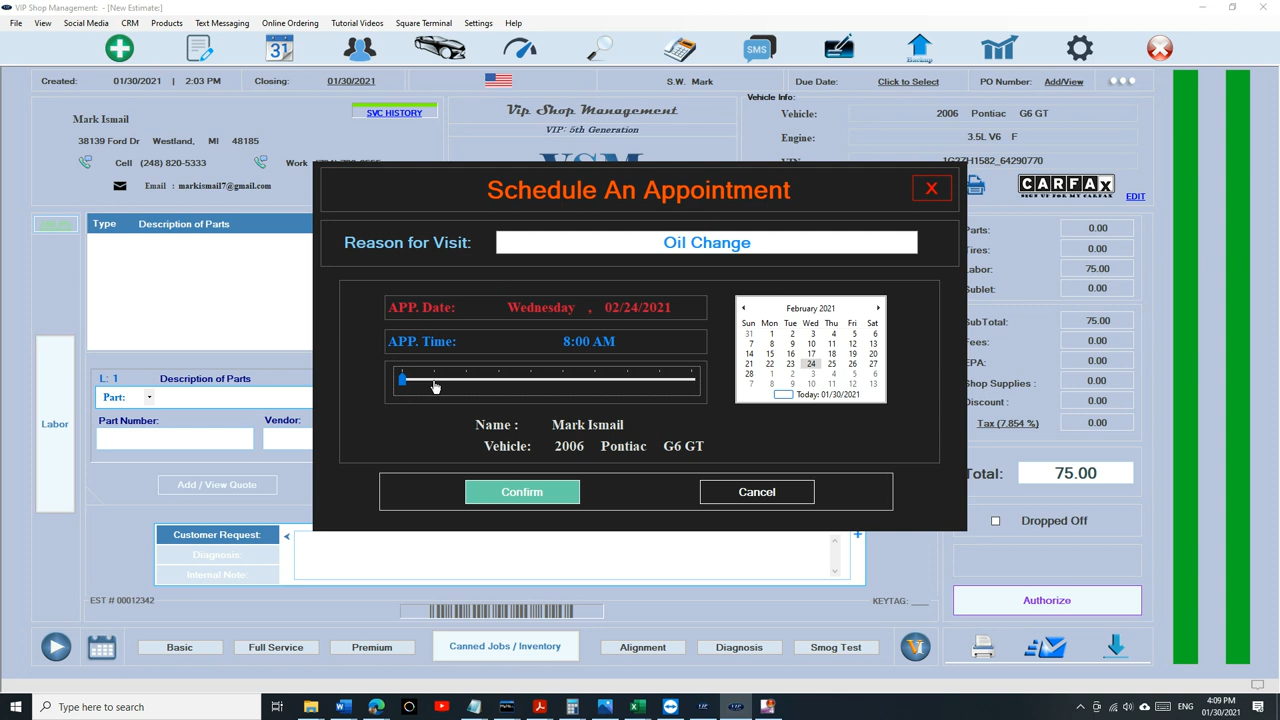 VIP Shop Management: - [New Estimate:]
File View Social Media CRM Products Text Messaging Online Ordering Tutorial Videos Square Terminal Settings Help
31 SMS Backup
Created: 01/30/2021 | 2:03 PM Closing: 01/30/2021 S.W. Mark Due Date: Click to Select PO Number: Add/View
Mark Ismail
SVC HISTORY
38139 Ford Dr Westland, MI 48185
Cell (248) 820-5333 Work
Email : markismail7@gmail.com
Vip Shop Management
VIP: 5th Generation
VSM
Vehicle Info:
Vehicle: 2006 Pontiac G6 GT
Engine: 3.5L V6 F
1G2ZH1582_64290770
CARFAX
SIGN UP FOR MY CARFAX
EDIT
Type Description of Parts
Schedule An Appointment X
Reason for Visit: Oil Change
APP. Date: Wednesday , 02/24/2021
APP. Time: 8:00 AM
February 2021
Sun Mon Tue Wed Thu Fri Sat
31 1 2 3 4 5 6
7 8 9 10 11 12 13
14 15 16 17 18 19 20
21 22 23 24 25 26 27
28 1 2 3 4 5 6
7 8 9 10 11 12 13
Today: 01/30/2021
Name : Mark Ismail
Vehicle: 2006 Pontiac G6 GT
Confirm Cancel
Parts: 0.00
Tires: 0.00
Labor: 75.00
Sublet: 0.00
SubTotal: 75.00
Fees: 0.00
EPA: 0.00
Shop Supplies : 0.00
Discount : 0.00
Tax (7.854 %) 0.00
Total: 75.00
Dropped Off
Authorize
Labor
L: 1 Description of Parts
Part:
Part Number: Vendor:
Add / View Quote
Customer Request:
Diagnosis:
Internal Note:
EST # 00012342 KEYTAG: ____
Basic Full Service Premium Canned Jobs / Inventory Alignment Diagnosis Smog Test
Type here to search
ENG
4:09 PM
01/30/2021